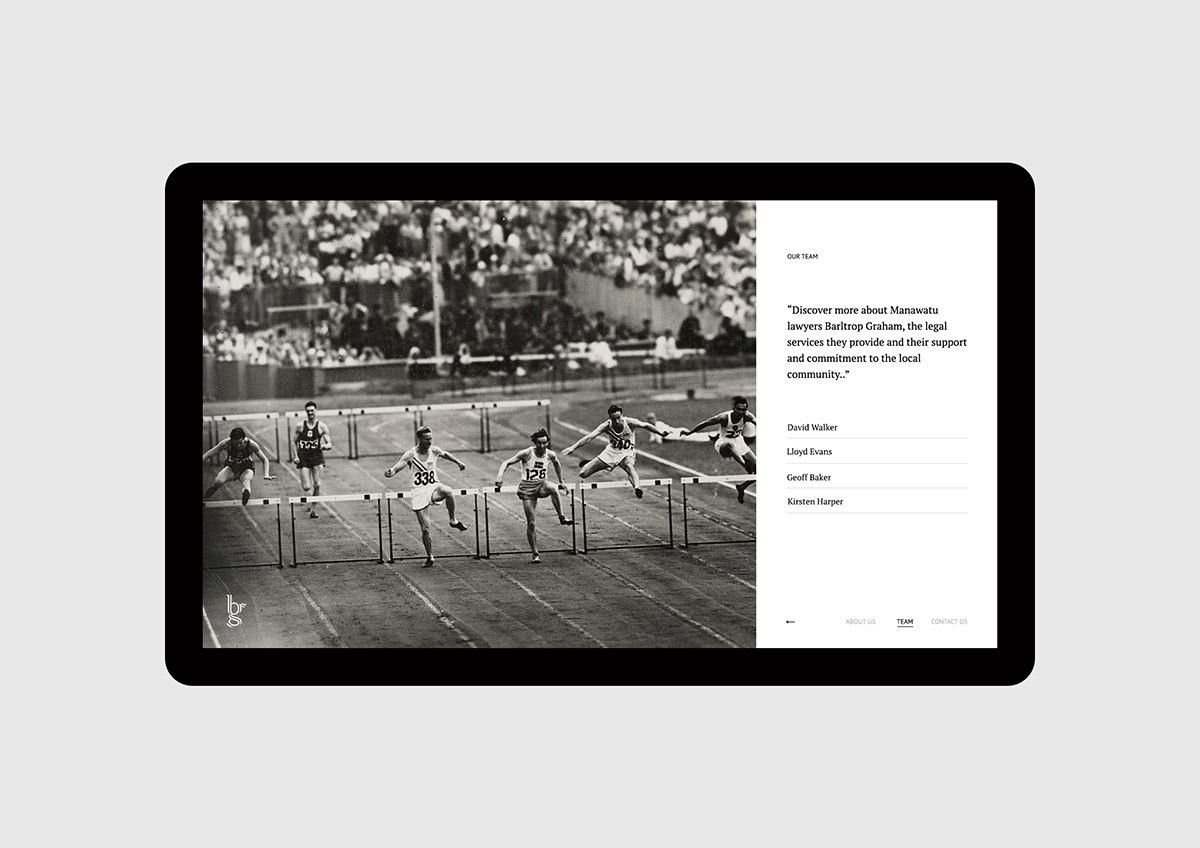 OUR TEAM
“Discover more about Manawatu
lawyers Barltrop Graham, the legal
services they provide and their support
and commitment to the local
community..”
David Walker
Lloyd Evans
Geoff Baker
Kirsten Harper
338
128
bg
← ABOUT US TEAM CONTACT US